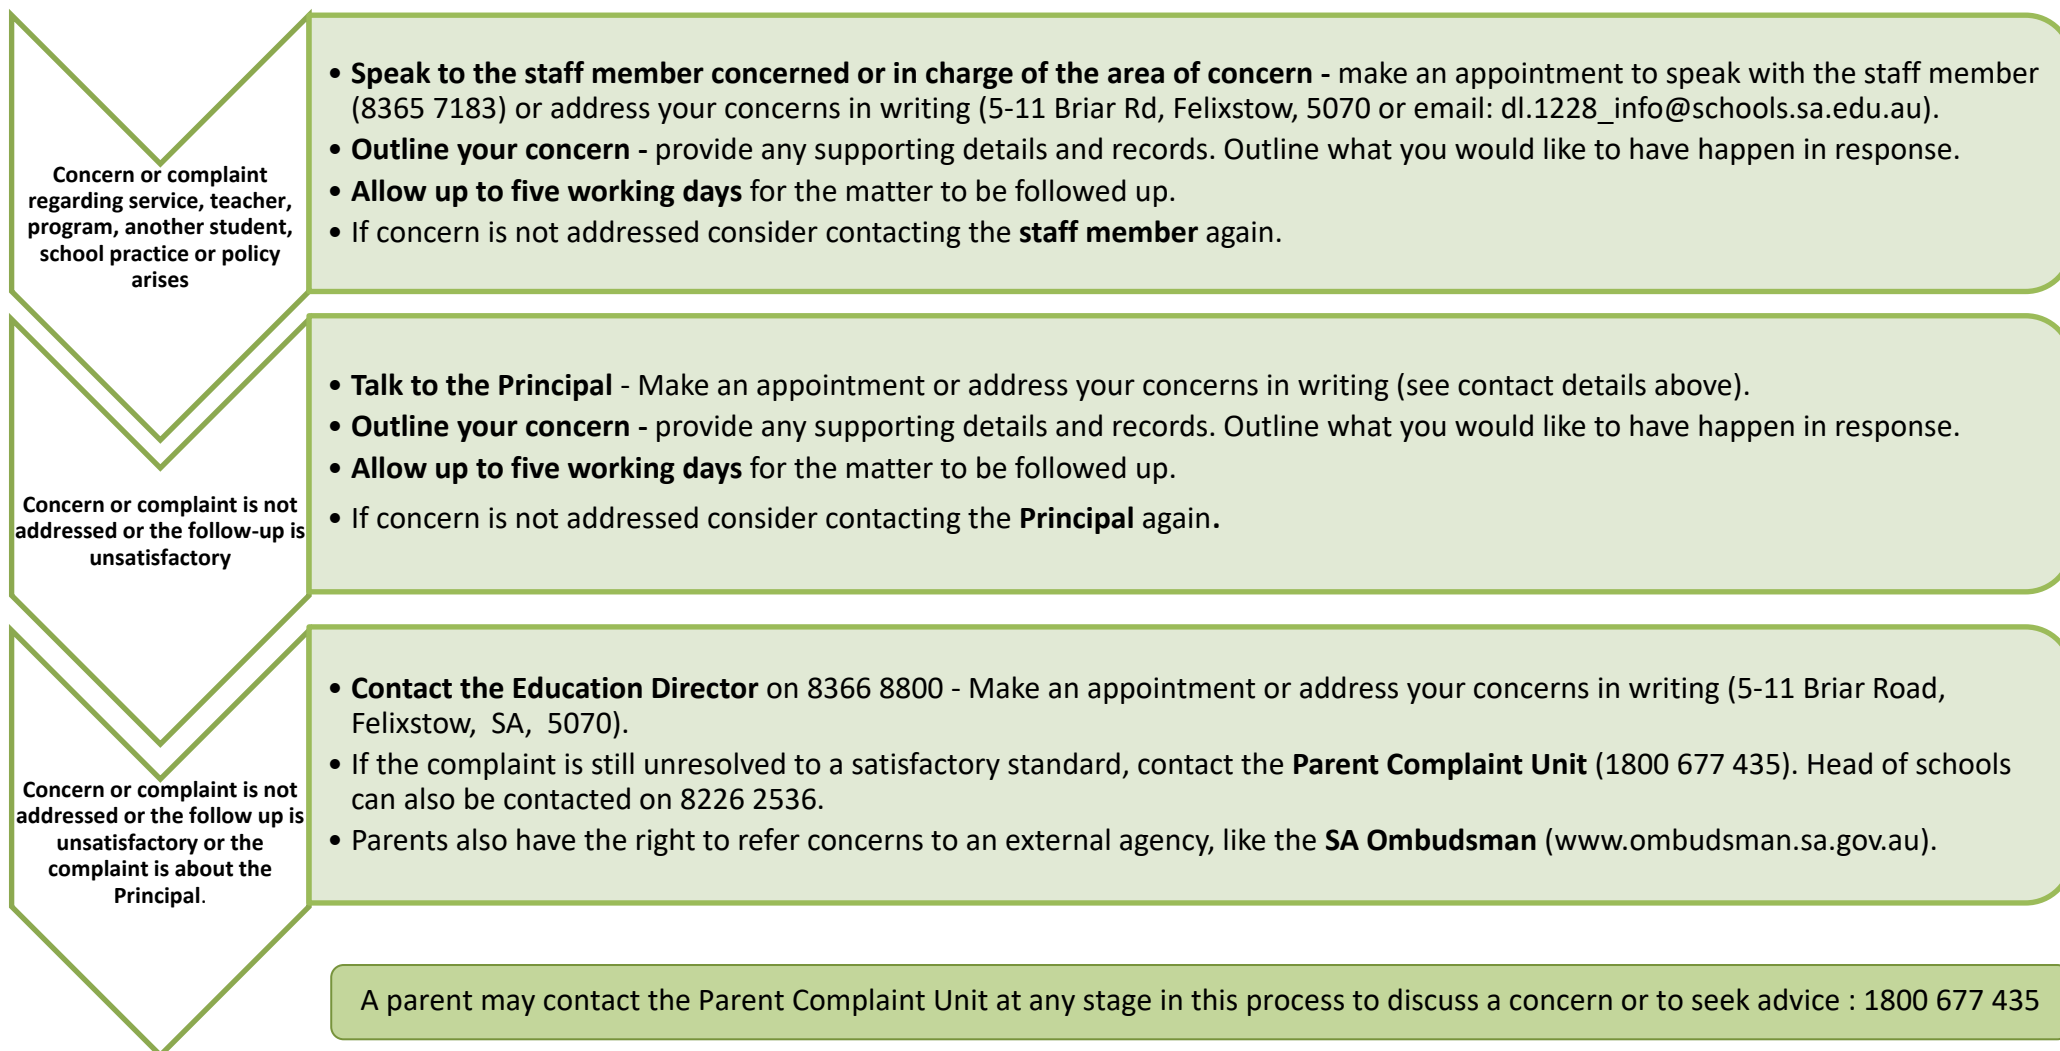 Concern or complaint
regarding service, teacher,
program, another student,
school practice or policy
arises
• Speak to the staff member concerned or in charge of the area of concern - make an appointment to speak with the staff member
(8365 7183) or address your concerns in writing (5-11 Briar Rd, Felixstow, 5070 or email: dl.1228_info@schools.sa.edu.au).
• Outline your concern - provide any supporting details and records. Outline what you would like to have happen in response.
• Allow up to five working days for the matter to be followed up.
• If concern is not addressed consider contacting the staff member again.
Concern or complaint is not
addressed or the follow-up is
unsatisfactory
• Talk to the Principal - Make an appointment or address your concerns in writing (see contact details above).
• Outline your concern - provide any supporting details and records. Outline what you would like to have happen in response.
• Allow up to five working days for the matter to be followed up.
• If concern is not addressed consider contacting the Principal again.
Concern or complaint is not
addressed or the follow up is
unsatisfactory or the
complaint is about the
Principal.
• Contact the Education Director on 8366 8800 - Make an appointment or address your concerns in writing (5-11 Briar Road,
Felixstow, SA, 5070).
• If the complaint is still unresolved to a satisfactory standard, contact the Parent Complaint Unit (1800 677 435). Head of schools
can also be contacted on 8226 2536.
• Parents also have the right to refer concerns to an external agency, like the SA Ombudsman (www.ombudsman.sa.gov.au).
A parent may contact the Parent Complaint Unit at any stage in this process to discuss a concern or to seek advice : 1800 677 435